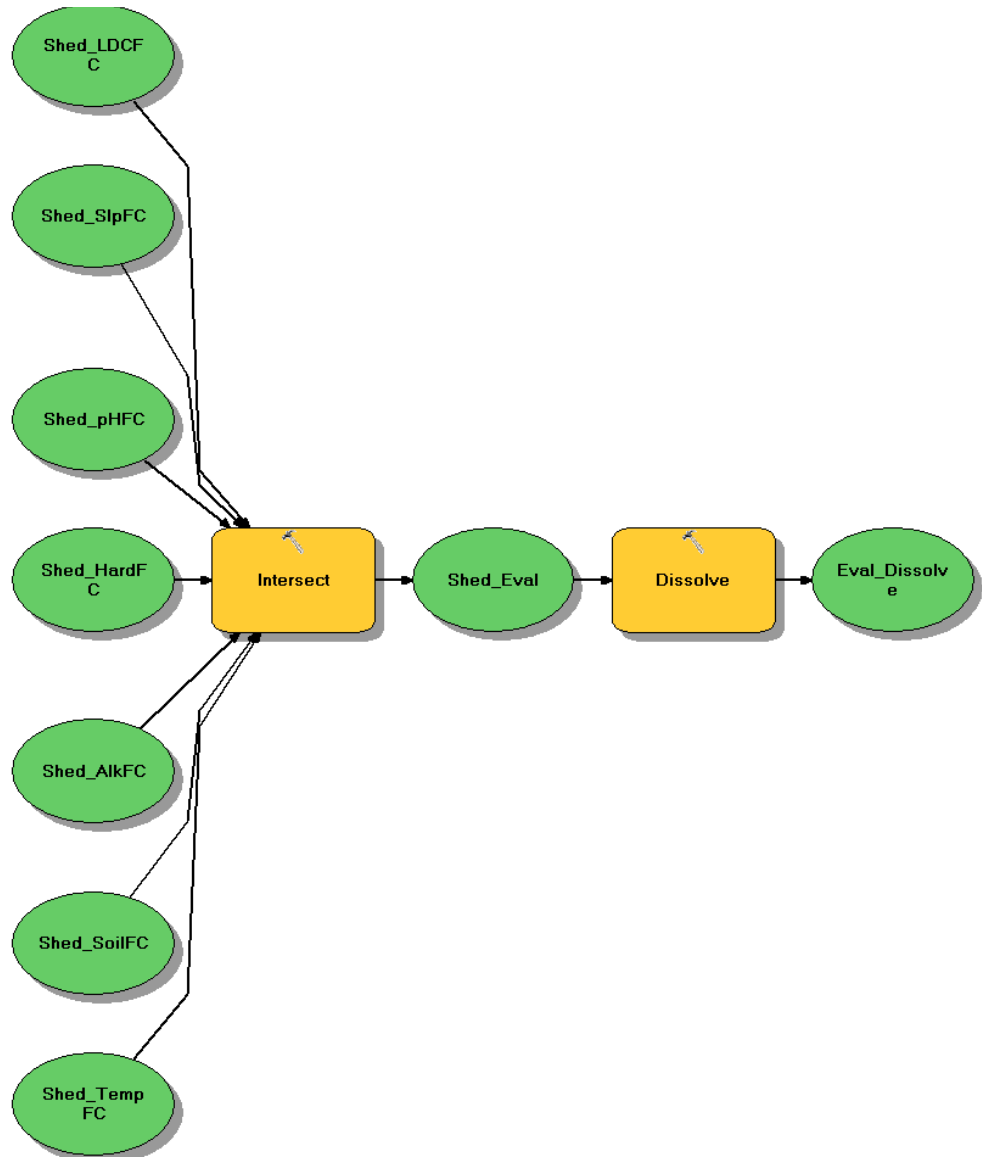 Shed_LDCF
C
Shed_SlpFC
Shed_pHFC
Shed_HardF
C
Intersect
Shed_Eval
Dissolve
Eval_Dissolv
e
Shed_AlkFC
Shed_SoilFC
Shed_Temp
FC